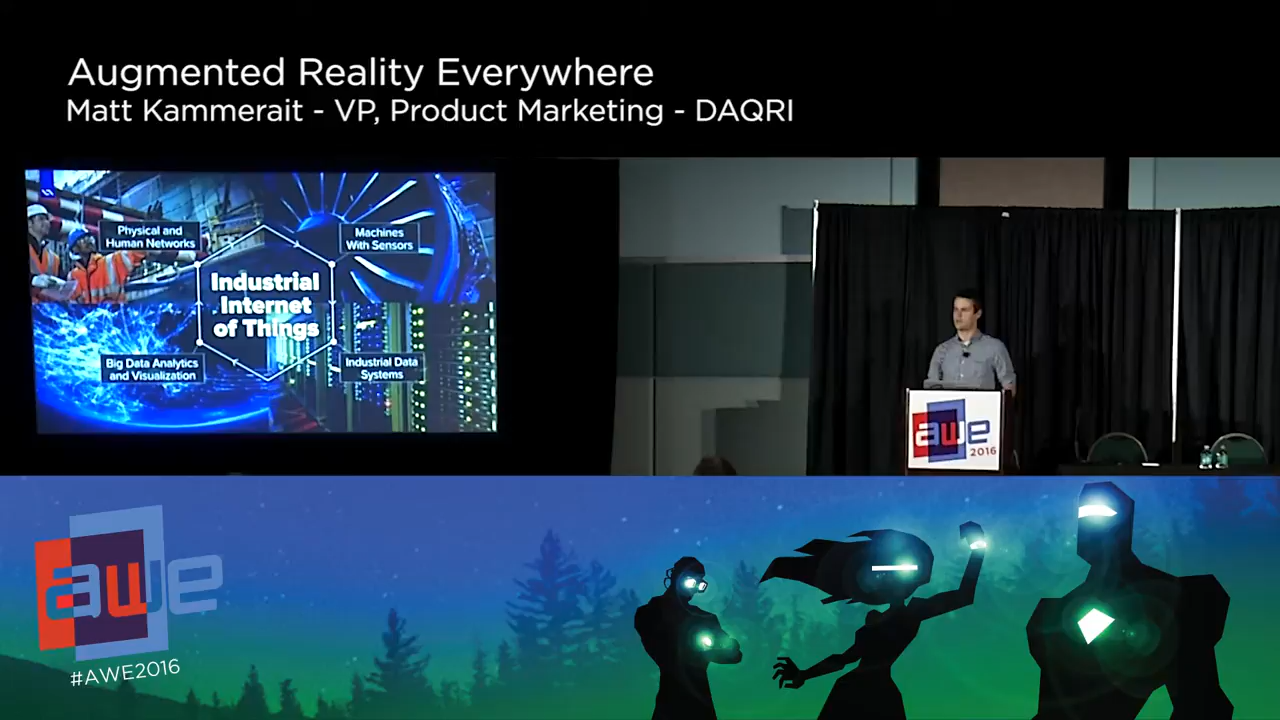 Augmented Reality Everywhere
Matt Kammerait - VP, Product Marketing - DAQRI
Physical and
Human Networks
Machines
With Sensors
Industrial
Internet
of Things
Big Data Analytics
and Visualization
Industrial Data
Systems
awe
2016
awe
#AWE2016